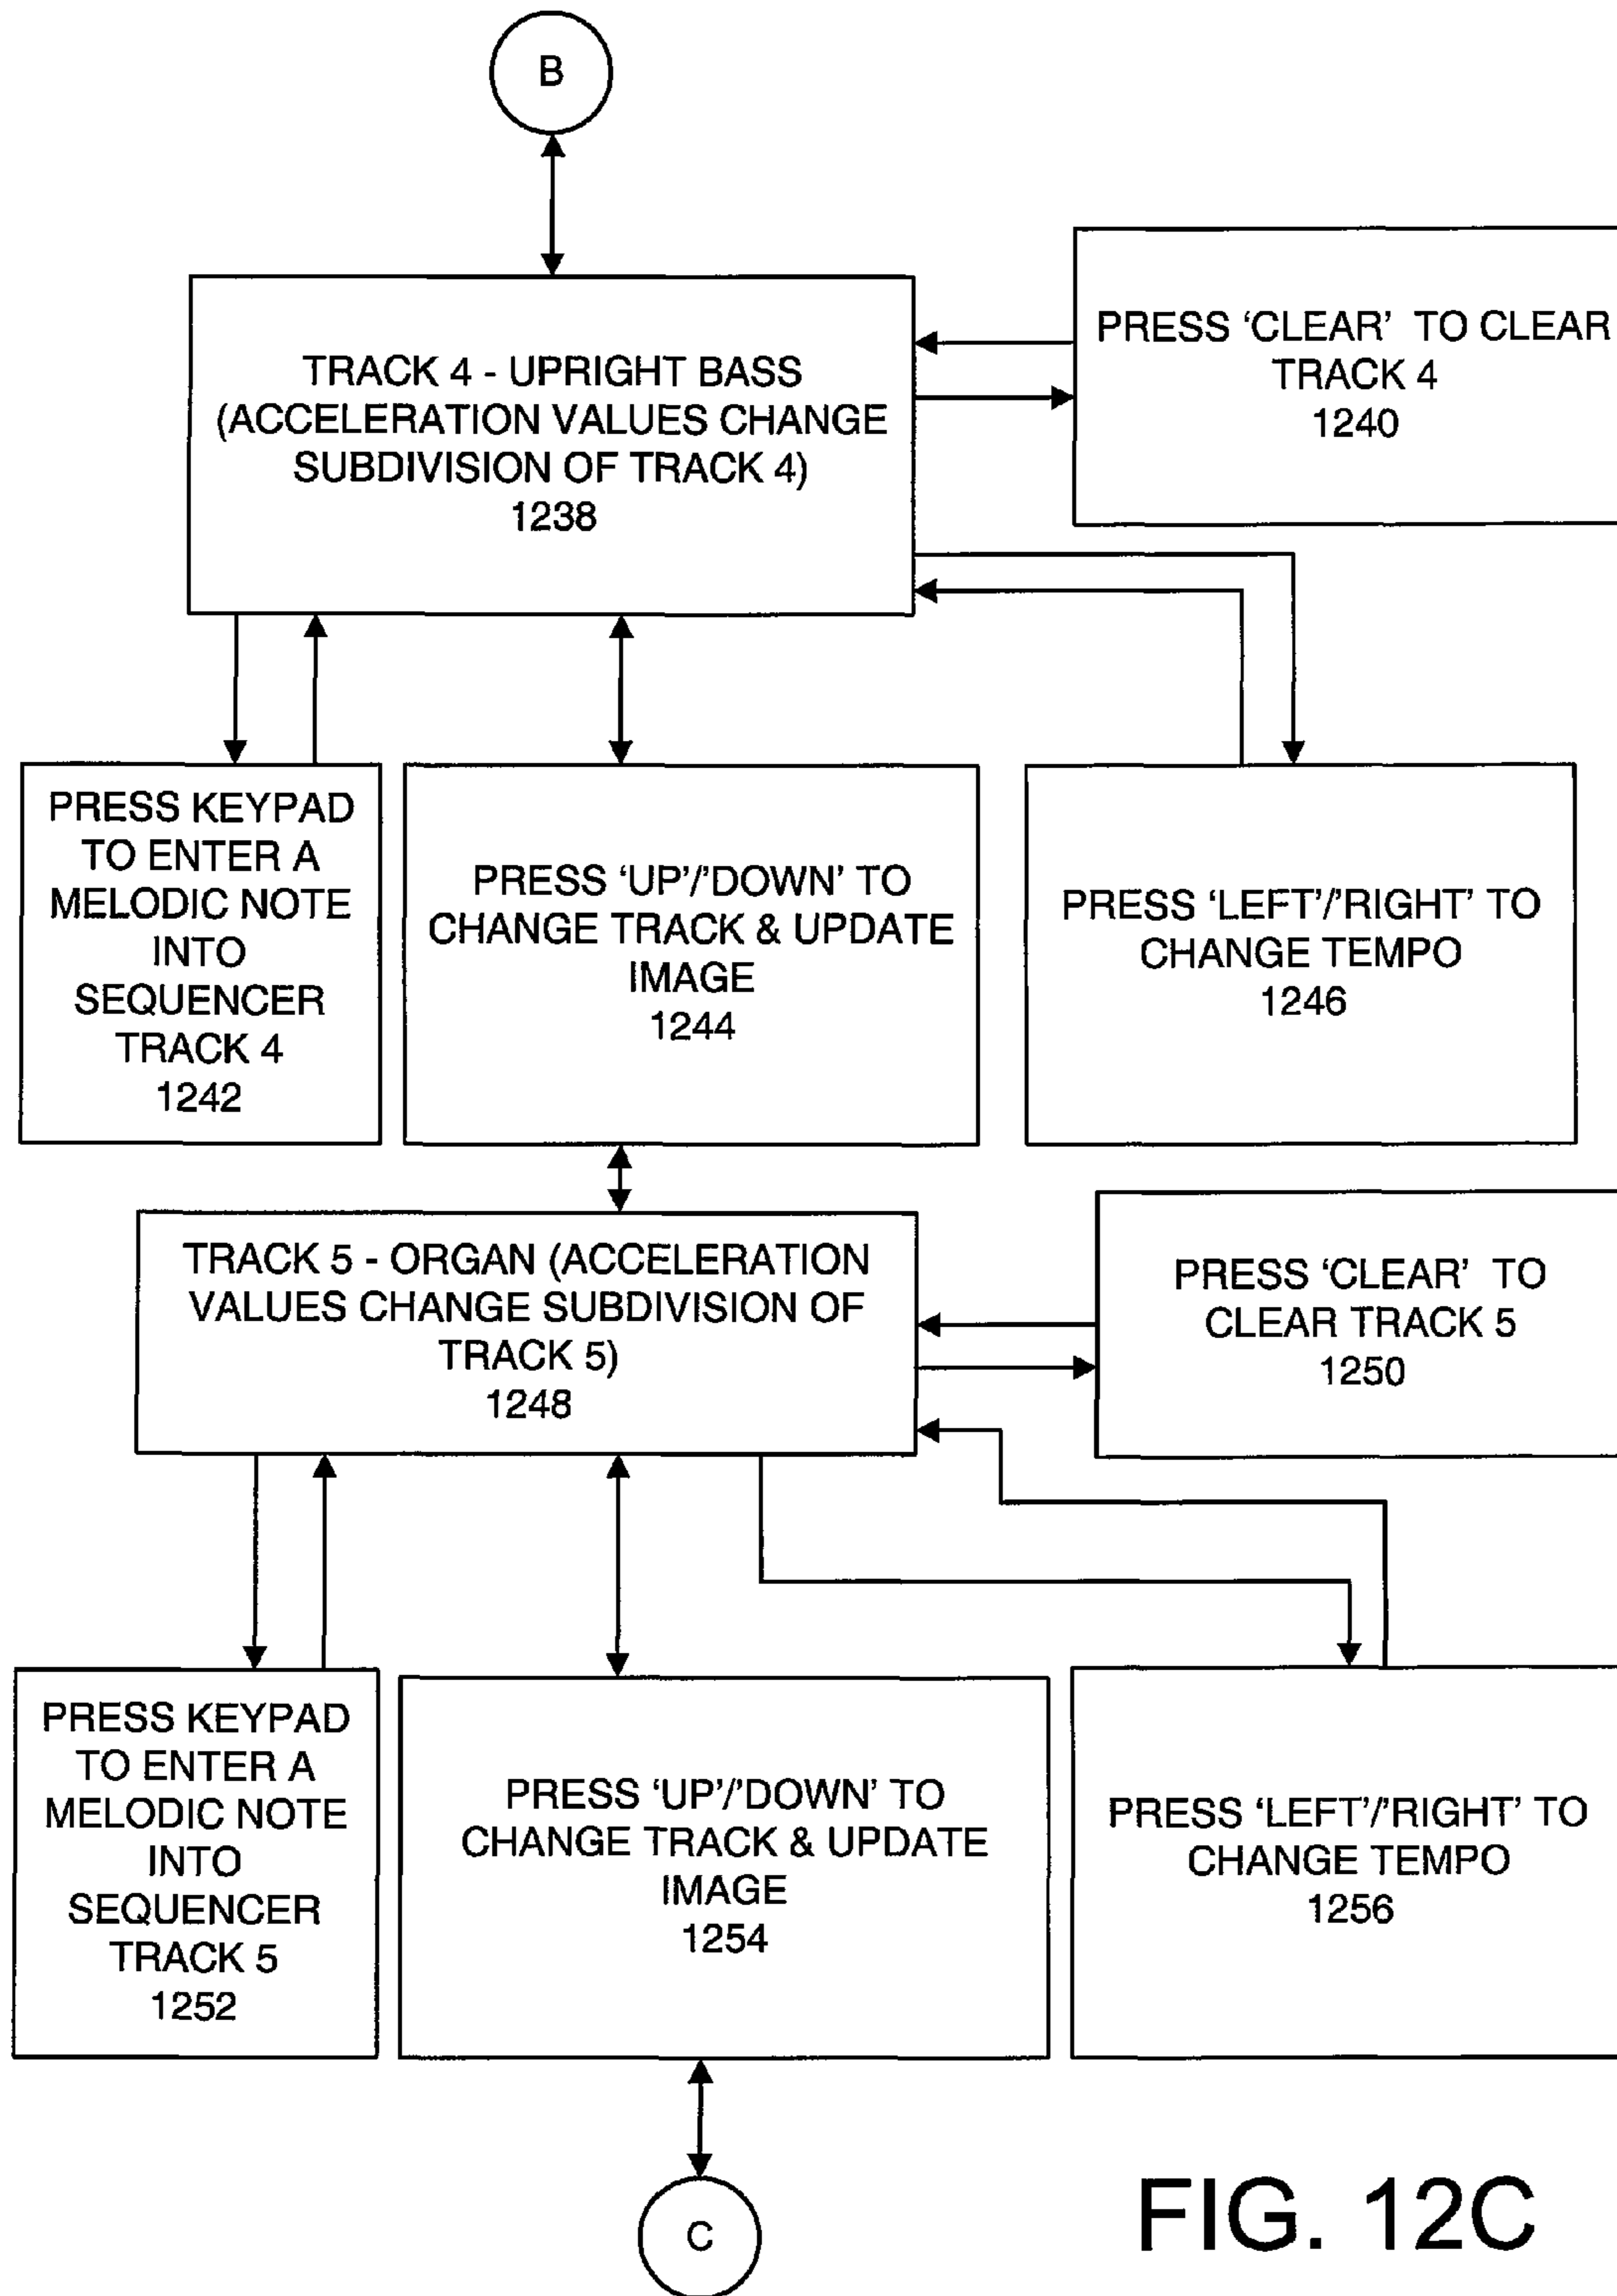 B
TRACK 4 - UPRIGHT BASS
(ACCELERATION VALUES CHANGE
SUBDIVISION OF TRACK 4)
1238
PRESS ‘CLEAR’ TO CLEAR
TRACK 4
1240
PRESS KEYPAD
TO ENTER A
MELODIC NOTE
INTO
SEQUENCER
TRACK 4
1242
PRESS ‘UP’/’DOWN’ TO
CHANGE TRACK & UPDATE
IMAGE
1244
PRESS ‘LEFT’/’RIGHT’ TO
CHANGE TEMPO
1246
TRACK 5 - ORGAN (ACCELERATION
VALUES CHANGE SUBDIVISION OF
TRACK 5)
1248
PRESS ‘CLEAR’ TO
CLEAR TRACK 5
1250
PRESS KEYPAD
TO ENTER A
MELODIC NOTE
INTO
SEQUENCER
TRACK 5
1252
PRESS ‘UP’/’DOWN’ TO
CHANGE TRACK & UPDATE
IMAGE
1254
PRESS ‘LEFT’/’RIGHT’ TO
CHANGE TEMPO
1256
C
FIG. 12C